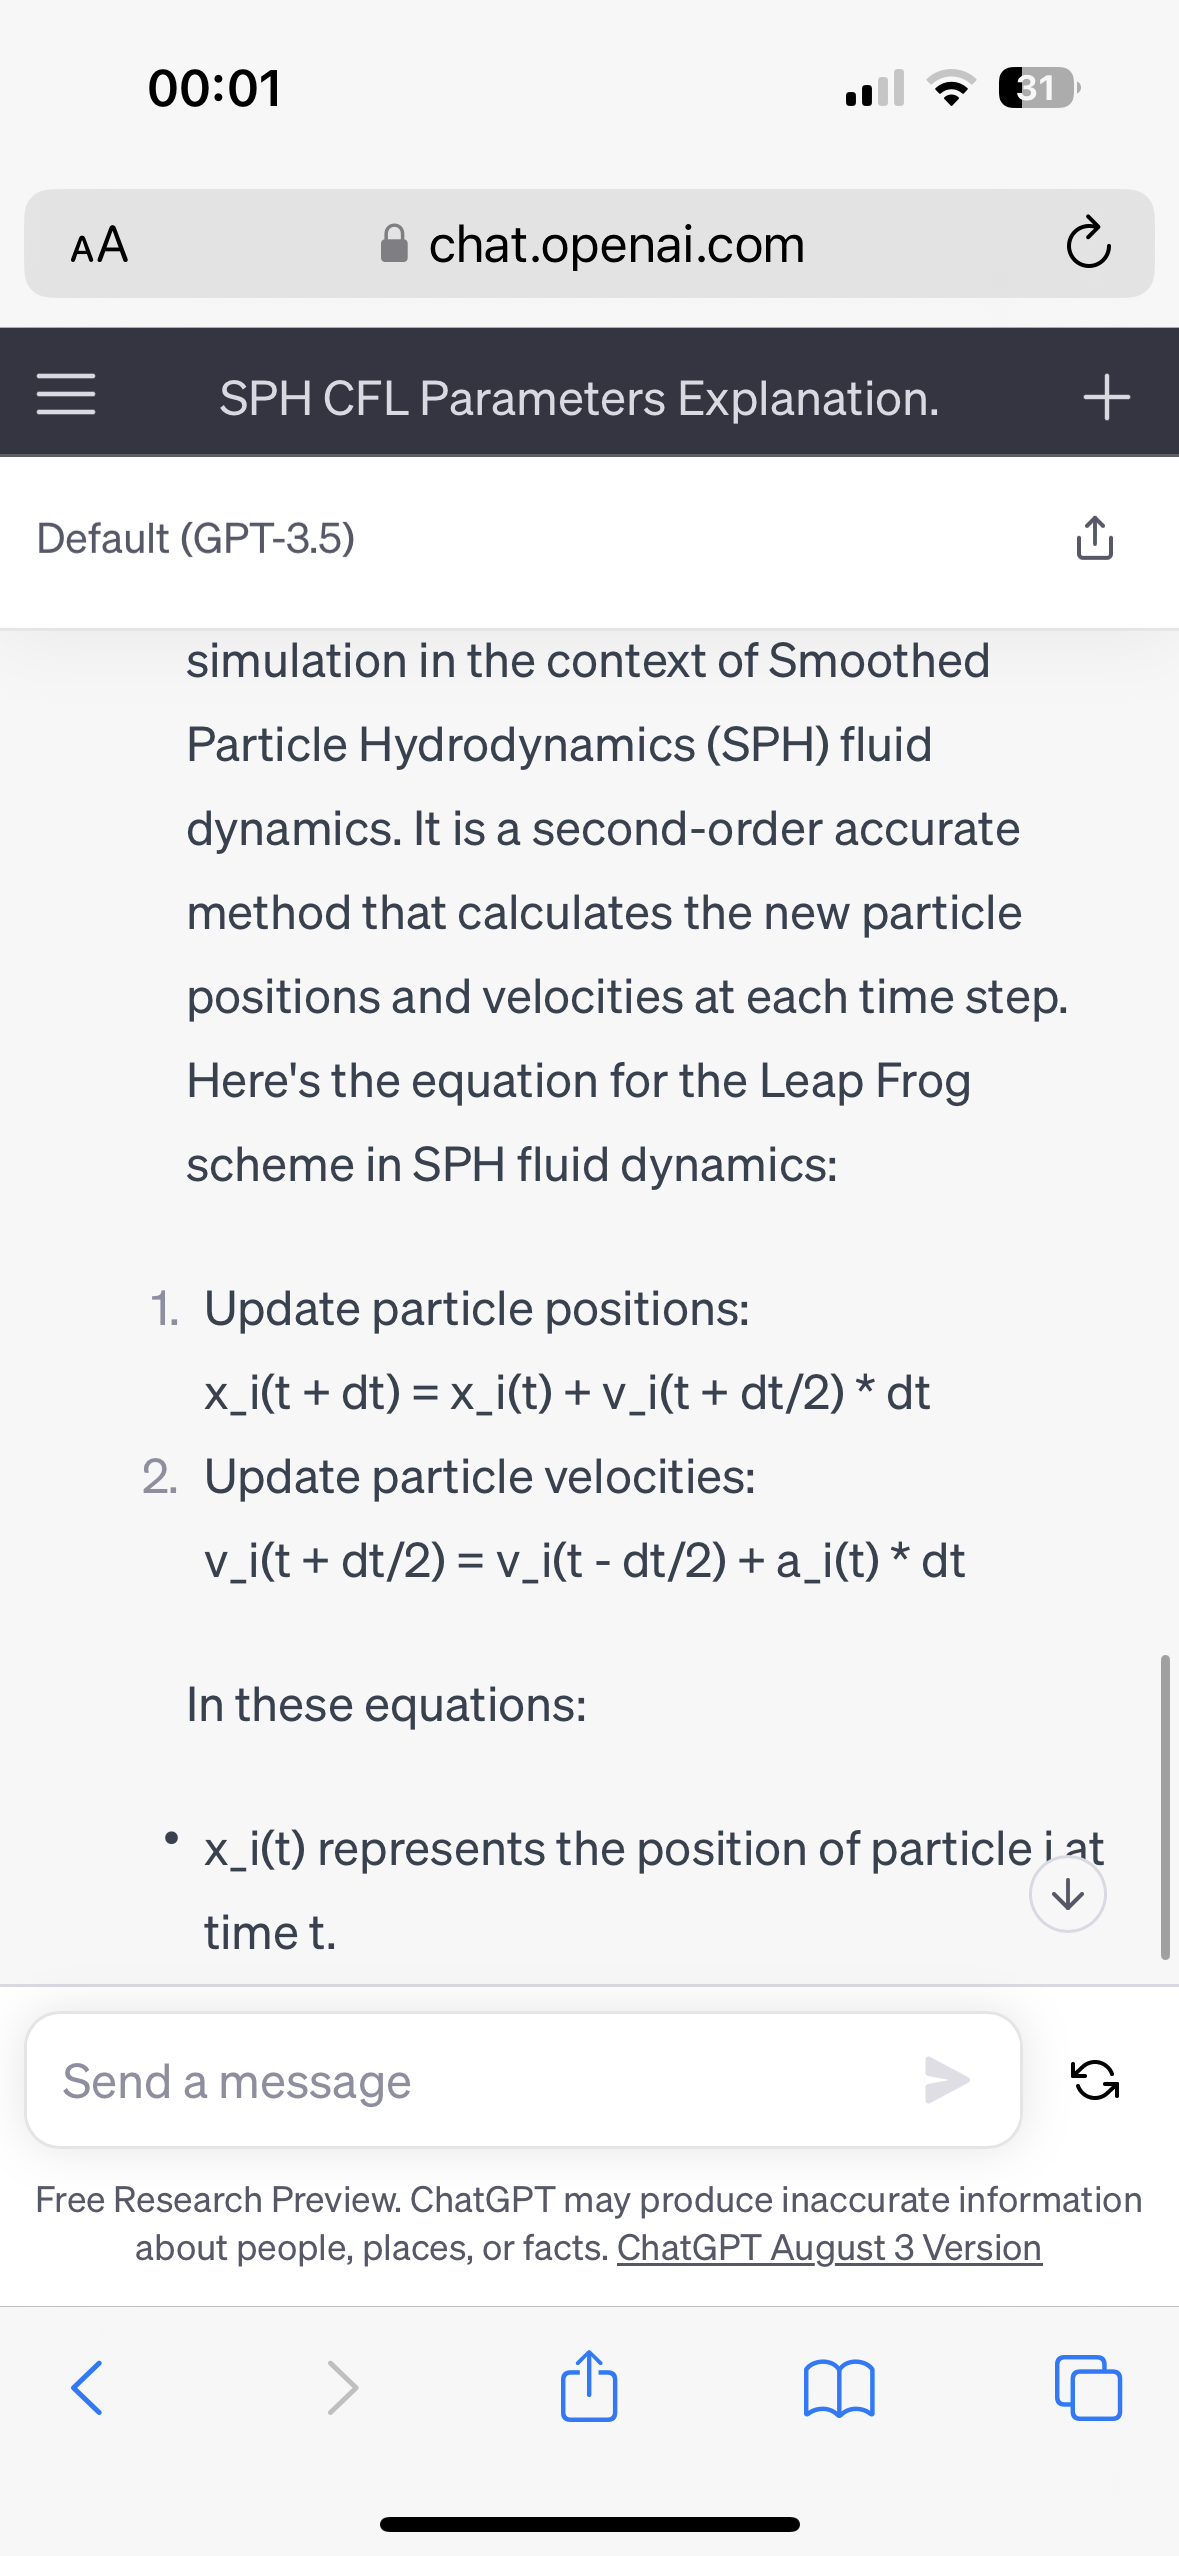 00:01
31
AA
chat.openai.com
SPH CFL Parameters Explanation.
Default (GPT-3.5)
simulation in the context of Smoothed
Particle Hydrodynamics (SPH) fluid
dynamics. It is a second-order accurate
method that calculates the new particle
positions and velocities at each time step.
Here's the equation for the Leap Frog
scheme in SPH fluid dynamics:
1. Update particle positions:
x_i(t + dt) = x_i(t) + v_i(t + dt/2) * dt
2. Update particle velocities:
v_i(t + dt/2) = v_i(t - dt/2) + a_i(t) * dt
In these equations:
• x_i(t) represents the position of particle i at
time t.
Send a message
Free Research Preview. ChatGPT may produce inaccurate information
about people, places, or facts. ChatGPT August 3 Version